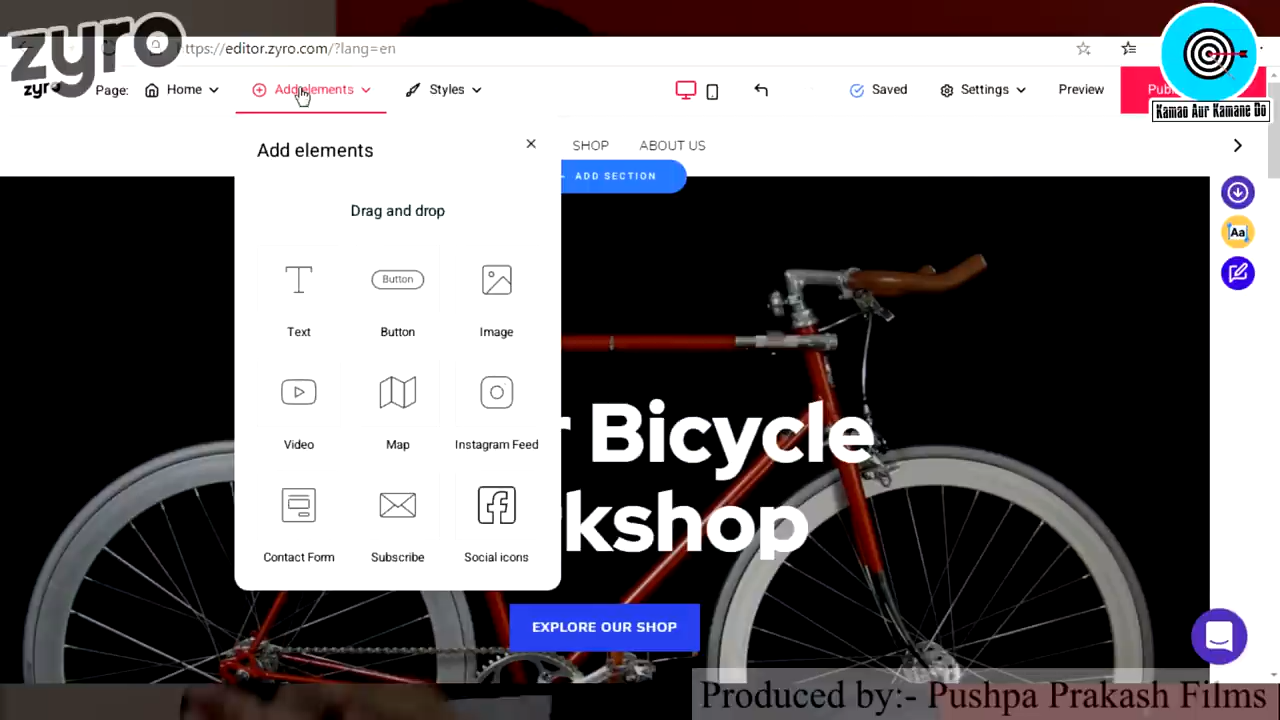 zyro
https://editor.zyro.com/?lang=en
zyro
Page: Home Add elements Styles Saved Settings Preview
Kamao Aur Kamane Do
SHOP ABOUT US
Add elements
ADD SECTION
Drag and drop
Aa
Button
Text Button Image
Video Map Instagram Feed
Bicycle
kshop
Contact Form Subscribe Social icons
EXPLORE OUR SHOP
Produced by:- Pushpa Prakash Films